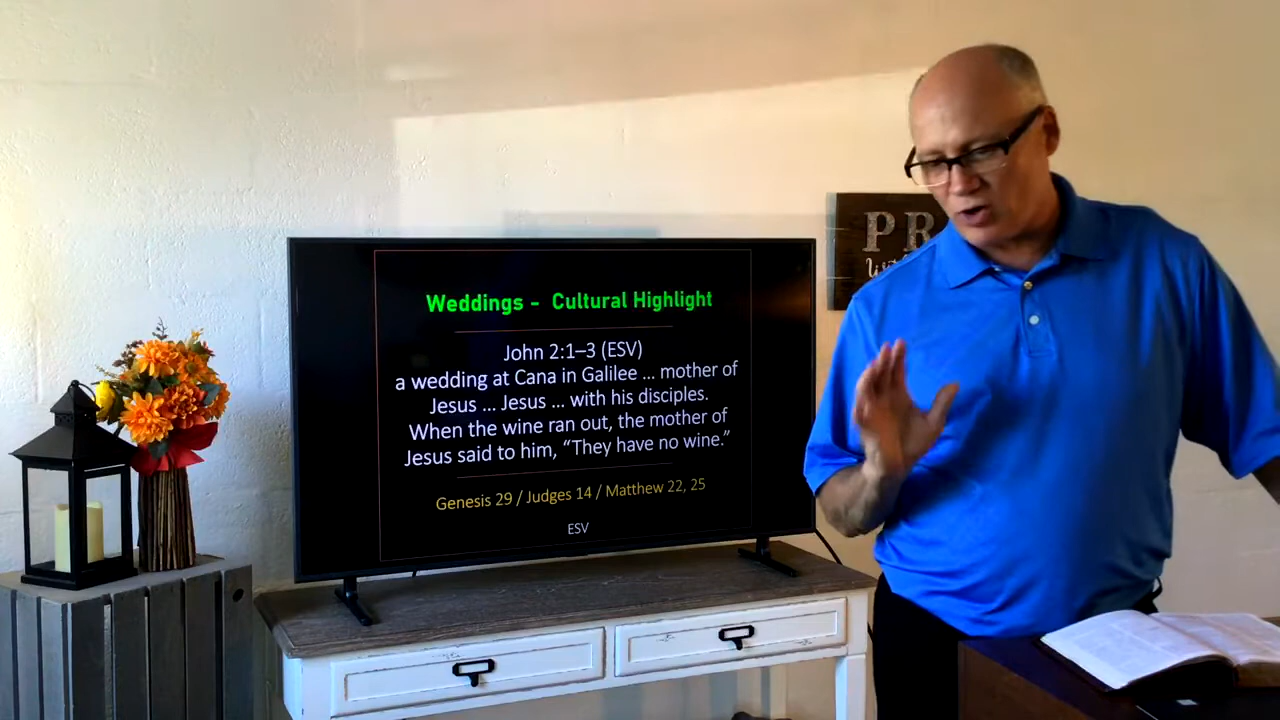 Weddings - Cultural Highlight
John 2:1–3 (ESV)
a wedding at Cana in Galilee ... mother of
Jesus ... Jesus ... with his disciples.
When the wine ran out, the mother of
Jesus said to him, “They have no wine.”
Genesis 29 / Judges 14 / Matthew 22, 25
ESV
PR